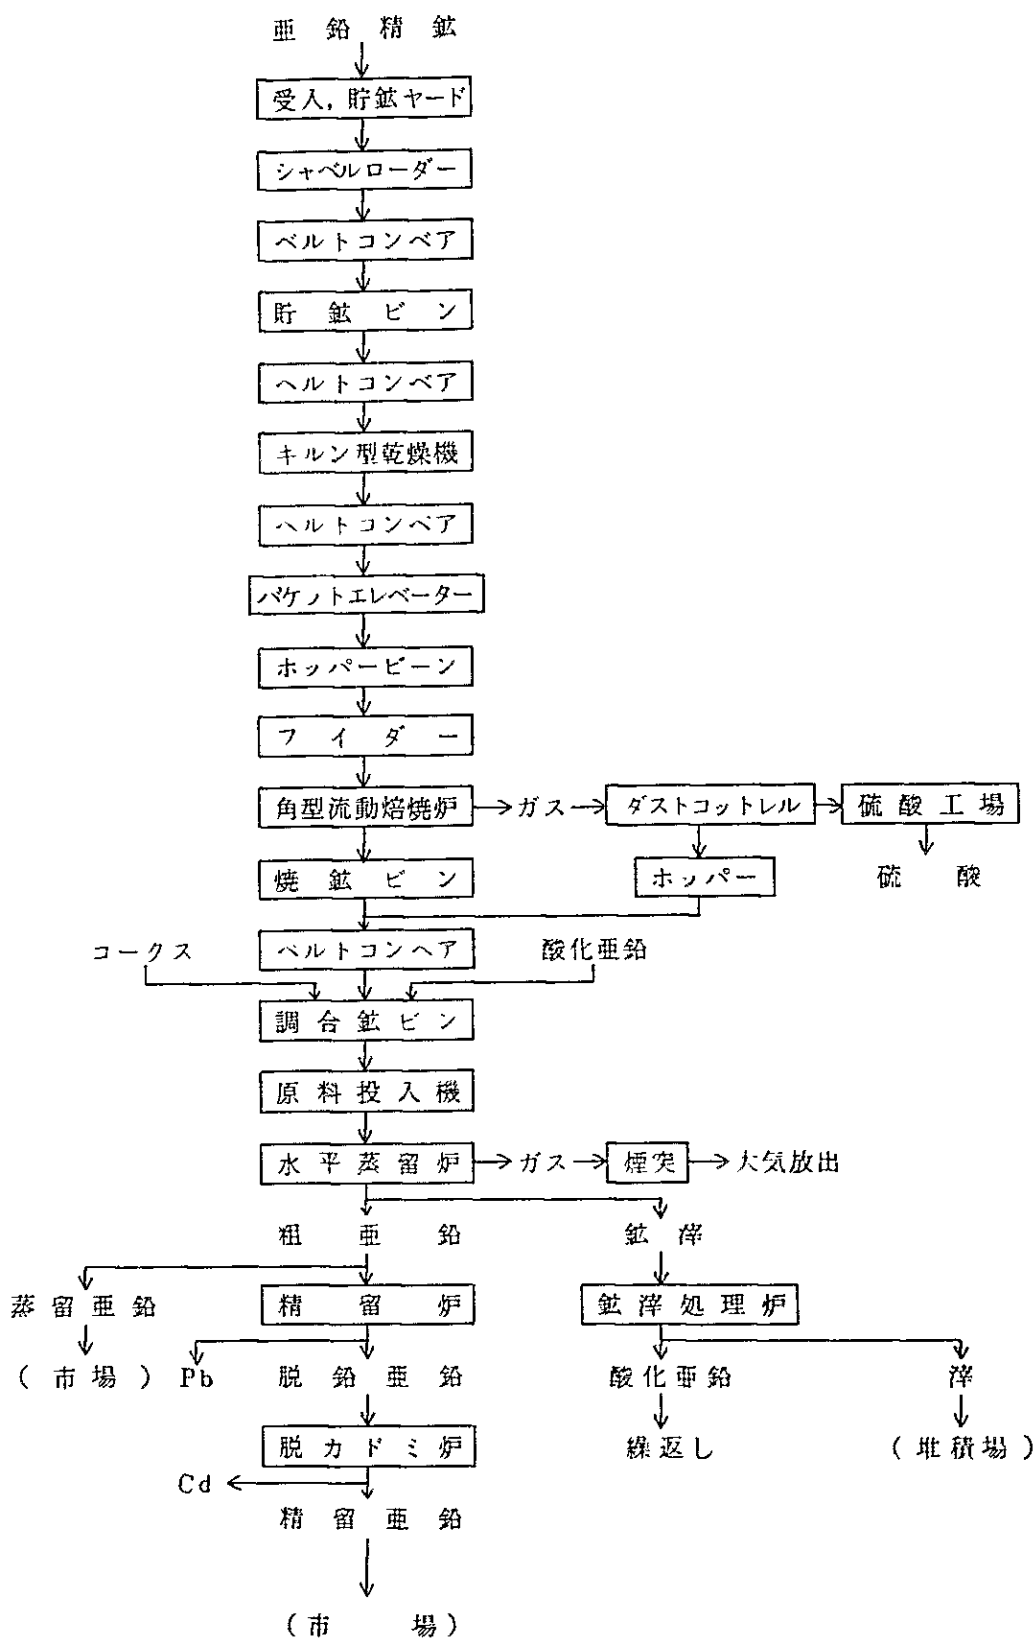 亜鉛精鉱
受入，貯鉱ヤード
シャベルローダー
ベルトコンベア
貯鉱ビン
ヘルトコンベア
キルン型乾燥機
ヘルトコンベア
バケノトエレベーター
ホッパービーン
フイダー
角型流動焙焼炉 ガス ダストコットレル 硫酸工場
焼鉱ビン ホッパー 硫酸
コークス ベルトコンヘア 酸化亜鉛
調合鉱ビン
原料投入機
水平蒸留炉 ガス 煙突 大気放出
粗亜鉛 鉱滓
蒸留亜鉛 精留炉 鉱滓処理炉
(市場) Pb 脱鉛亜鉛 酸化亜鉛 滓
脱カドミ炉 繰返し (堆積場)
Cd
精留亜鉛
(市場)